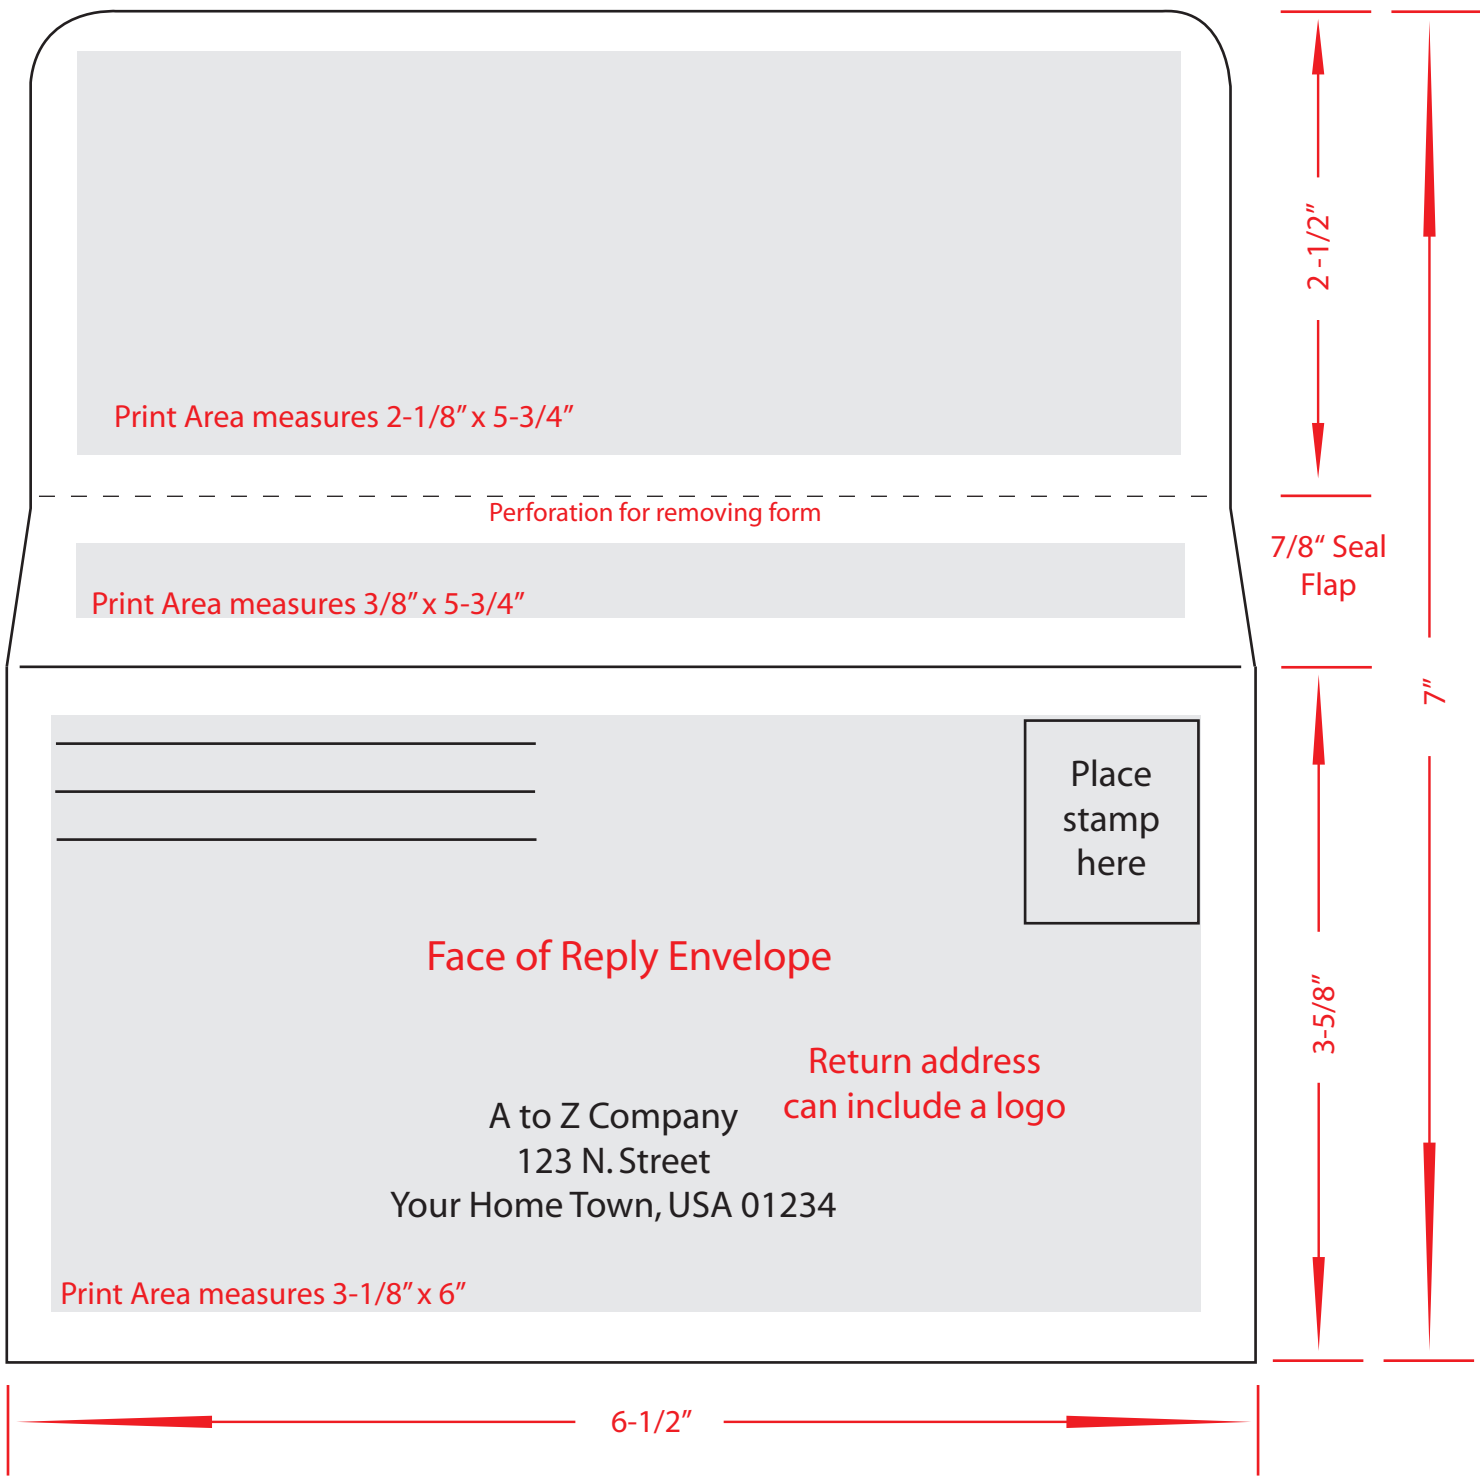 Print Area measures 2-1/8” x 5-3/4”
2 -1/2”
Perforation for removing form
7/8“ Seal
Flap
Print Area measures 3/8” x 5-3/4”
7”
Place
stamp
here
Face of Reply Envelope
3-5/8”
Return address
can include a logo
A to Z Company
123 N. Street
Your Home Town, USA 01234
Print Area measures 3-1/8” x 6”
6-1/2”